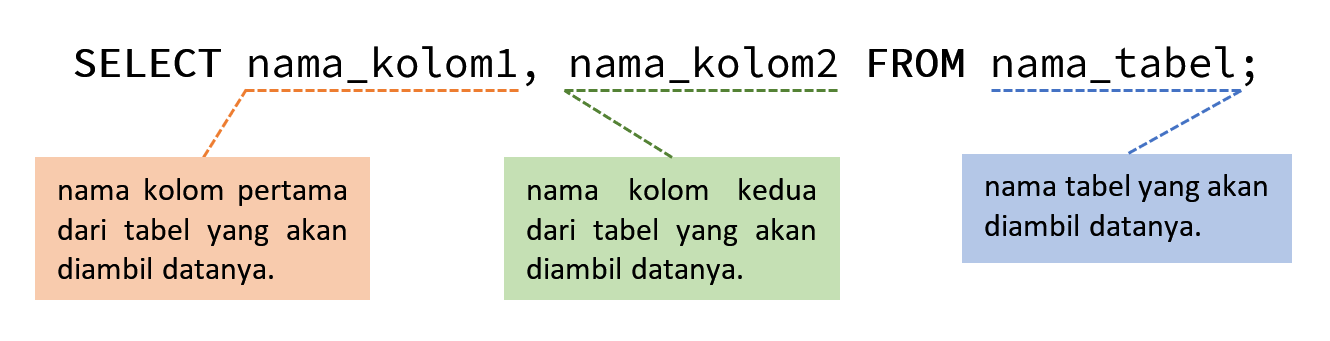 SELECT nama_kolom1, nama_kolom2 FROM nama_tabel;
nama kolom pertama
dari tabel yang akan
diambil datanya.
nama kolom kedua
dari tabel yang akan
diambil datanya.
nama tabel yang akan
diambil datanya.